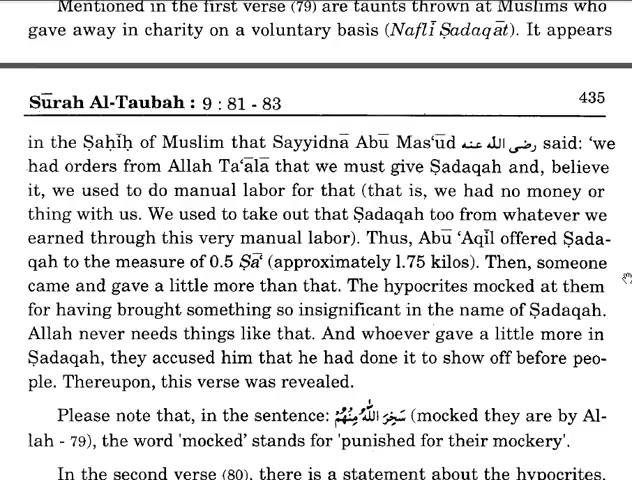 Mentioned in the first verse (79) are taunts thrown at Muslims who
gave away in charity on a voluntary basis (Naflī Ṣadaqāt). It appears
Sūrah Al-Taubah : 9 : 81 - 83
435
in the Ṣaḥīḥ of Muslim that Sayyidnā Abū Mas‘ūd رضى الله عنه said: ‘we
had orders from Allah Ta‘ālā that we must give Ṣadaqah and, believe
it, we used to do manual labor for that (that is, we had no money or
thing with us. We used to take out that Ṣadaqah too from whatever we
earned through this very manual labor). Thus, Abū ‘Aqīl offered Ṣada-
qah to the measure of 0.5 Ṣā‘ (approximately 1.75 kilos). Then, someone
came and gave a little more than that. The hypocrites mocked at them
for having brought something so insignificant in the name of Ṣadaqah.
Allah never needs things like that. And whoever gave a little more in
Ṣadaqah, they accused him that he had done it to show off before peo-
ple. Thereupon, this verse was revealed.
Please note that, in the sentence: سَخِرَ اللّٰهُ مِنْهُمْ (mocked they are by Al-
lah - 79), the word 'mocked’ stands for 'punished for their mockery'.
In the second verse (80), there is a statement about the hypocrites.